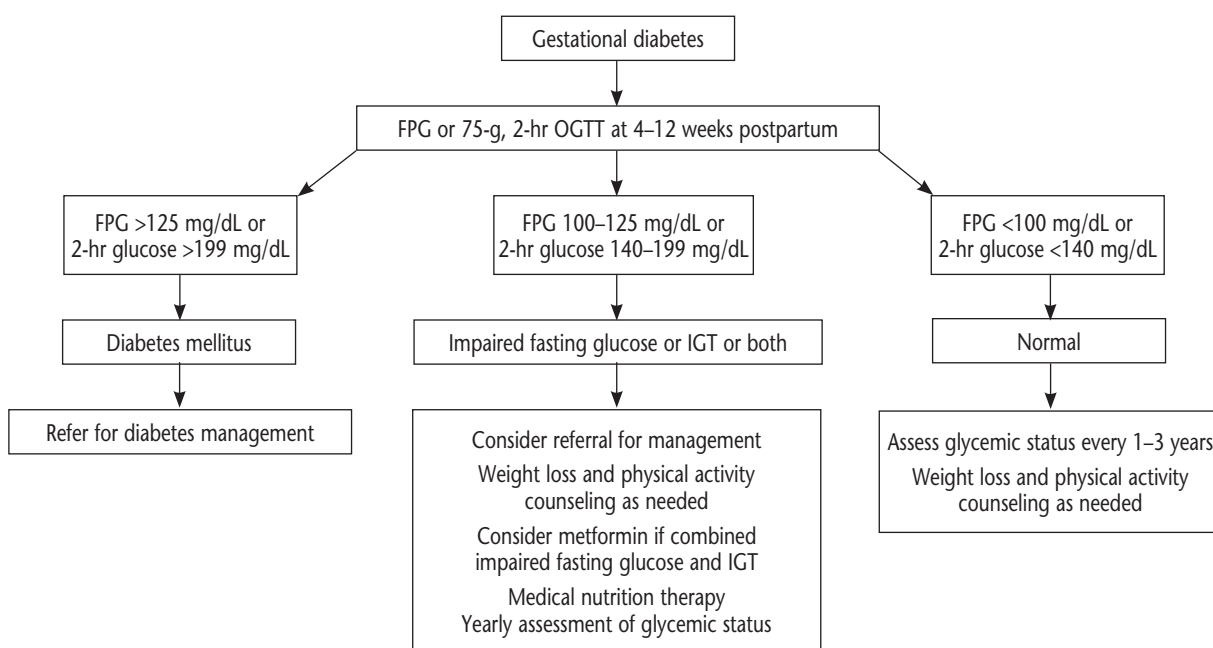 Gestational diabetes
FPG or 75-g, 2-hr OGTT at 4–12 weeks postpartum
FPG >125 mg/dL or
2-hr glucose >199 mg/dL
FPG 100–125 mg/dL or
2-hr glucose 140–199 mg/dL
FPG <100 mg/dL or
2-hr glucose <140 mg/dL
Diabetes mellitus
Impaired fasting glucose or IGT or both
Normal
Refer for diabetes management
Consider referral for management
Weight loss and physical activity
counseling as needed
Consider metformin if combined
impaired fasting glucose and IGT
Medical nutrition therapy
Yearly assessment of glycemic status
Assess glycemic status every 1–3 years
Weight loss and physical activity
counseling as needed